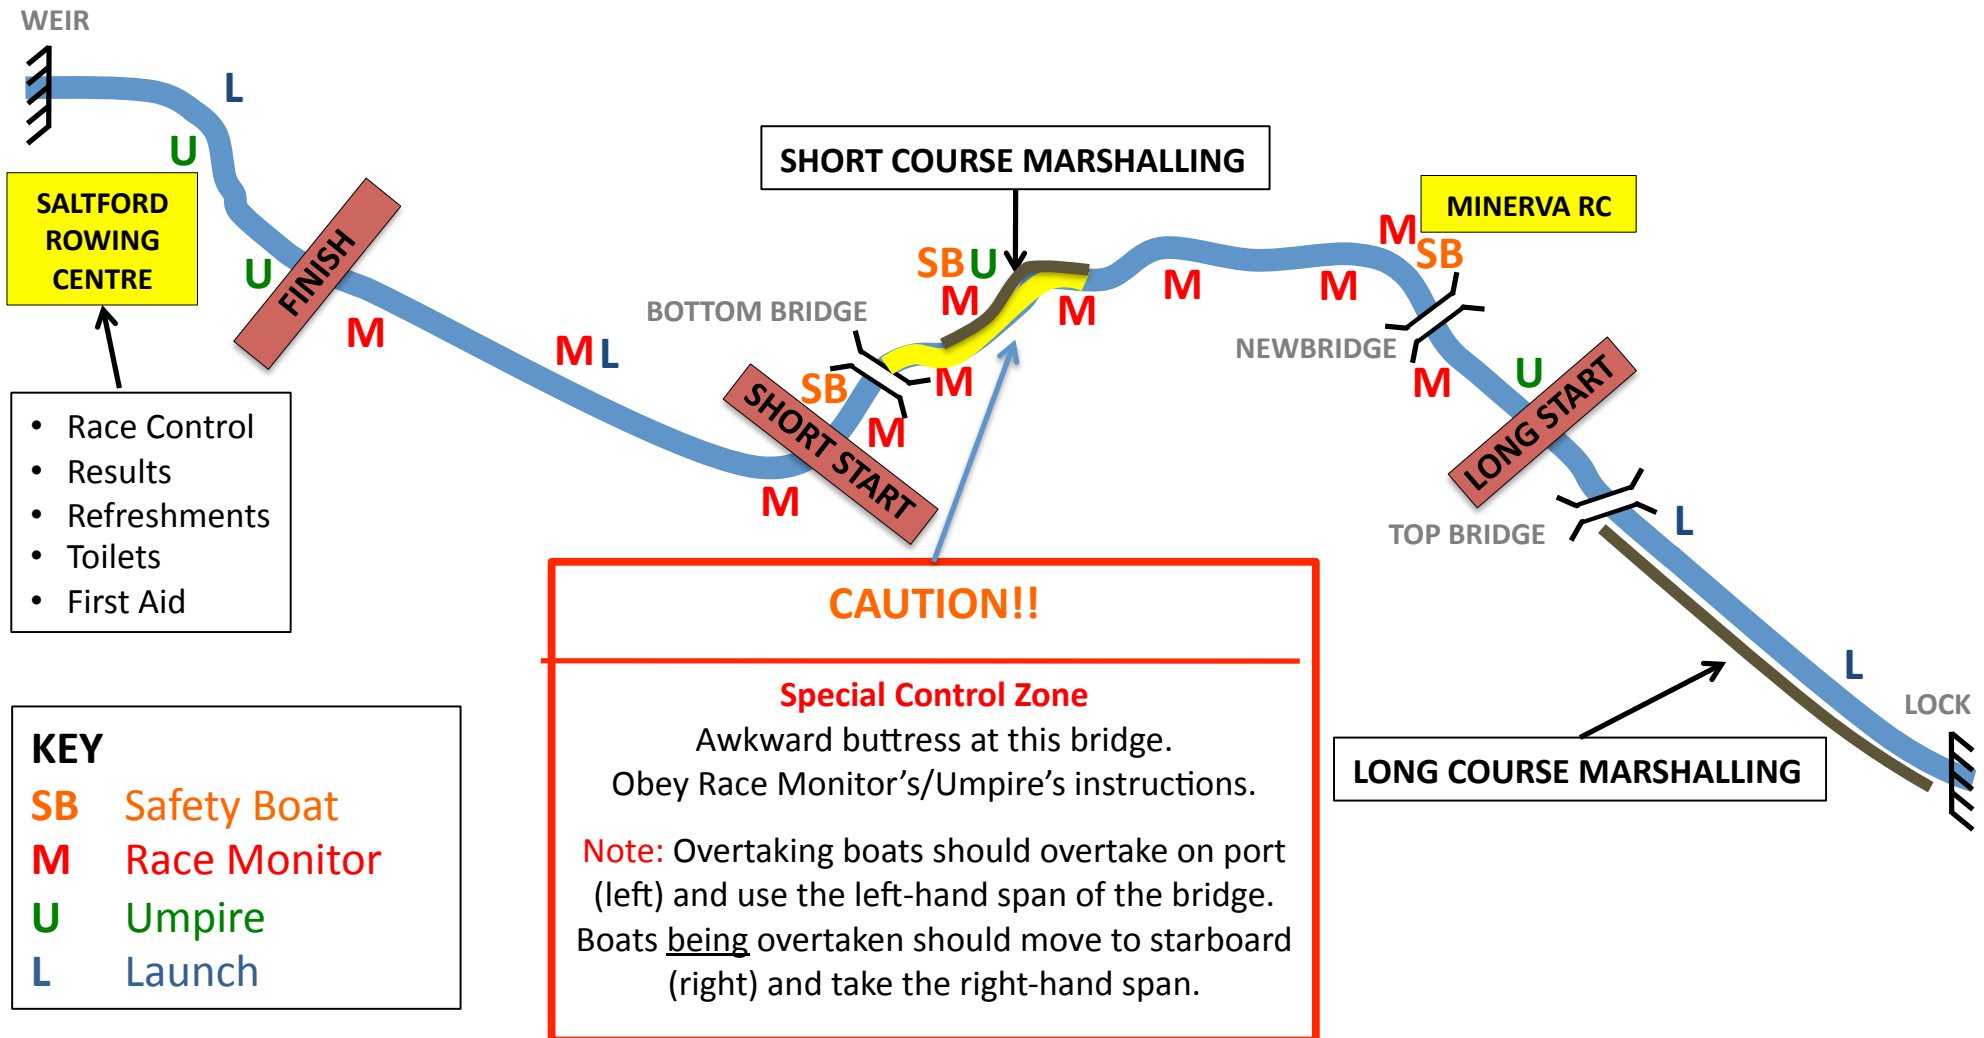 WEIR
L
U
SALTFORD
ROWING
CENTRE
U
FINISH
M
M L
• Race Control
• Results
• Refreshments
• Toilets
• First Aid
SHORT COURSE MARSHALLING
SB U
M
BOTTOM BRIDGE
SB
M
M
M
SHORT START
M
M
M
M
SB
MINERVA RC
NEWBRIDGE
M
U
LONG START
TOP BRIDGE
L
L
LOCK
LONG COURSE MARSHALLING
CAUTION!!
Special Control Zone
Awkward buttress at this bridge.
Obey Race Monitor's/Umpire's instructions.
Note: Overtaking boats should overtake on port
(left) and use the left-hand span of the bridge.
Boats being overtaken should move to starboard
(right) and take the right-hand span.
KEY
SB Safety Boat
M Race Monitor
U Umpire
L Launch